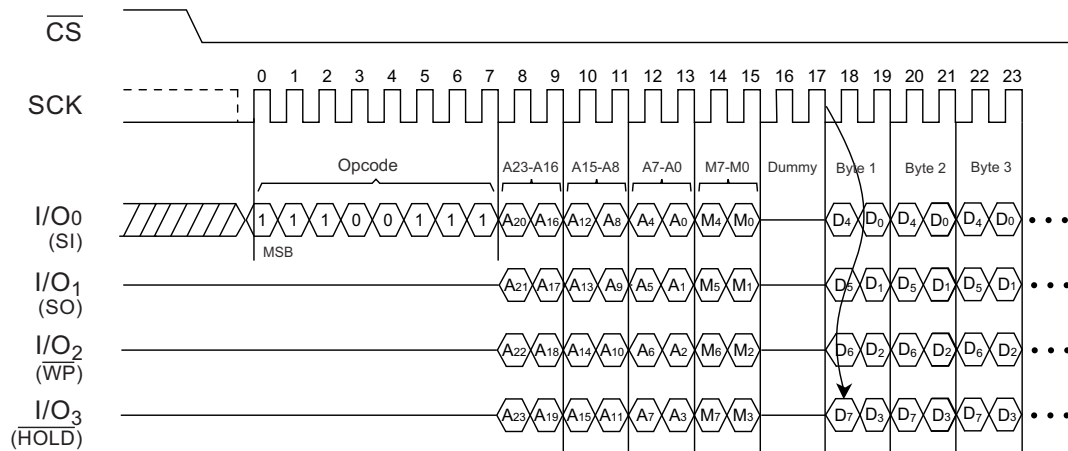 CS
0 1 2 3 4 5 6 7 8 9 10 11 12 13 14 15 16 17 18 19 20 21 22 23
SCK
Opcode A23-A16 A15-A8 A7-A0 M7-M0 Dummy Byte 1 Byte 2 Byte 3
I/O0 1 1 1 0 0 1 1 1 A20 A16 A12 A8 A4 A0 M4 M0 D4 D0 D4 D0 D4 D0
(SI) MSB
I/O1 A21 A17 A13 A9 A5 A1 M5 M1 D5 D1 D5 D1 D5 D1
(SO)
I/O2 A22 A18 A14 A10 A6 A2 M6 M2 D6 D2 D6 D2 D6 D2
(WP)
I/O3 A23 A19 A15 A11 A7 A3 M7 M3 D7 D3 D7 D3 D7 D3
(HOLD)